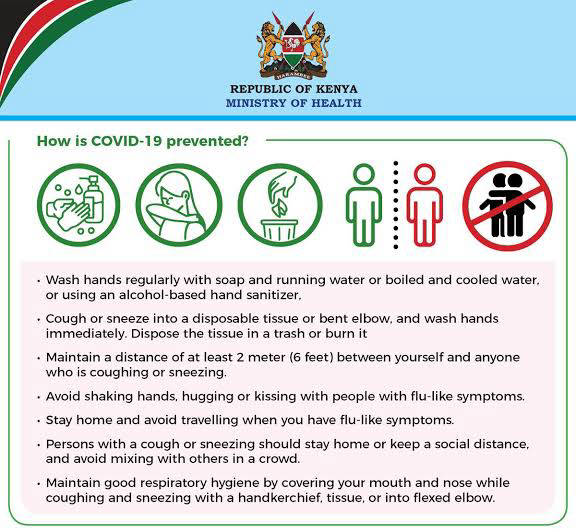 HARAMBEE
REPUBLIC OF KENYA
MINISTRY OF HEALTH
How is COVID-19 prevented?
• Wash hands regularly with soap and running water or boiled and cooled water,
or using an alcohol-based hand sanitizer,
• Cough or sneeze into a disposable tissue or bent elbow, and wash hands
immediately. Dispose the tissue in a trash or burn it
• Maintain a distance of at least 2 meter (6 feet) between yourself and anyone
who is coughing or sneezing.
• Avoid shaking hands, hugging or kissing with people with flu-like symptoms.
• Stay home and avoid travelling when you have flu-like symptoms.
• Persons with a cough or sneezing should stay home or keep a social distance,
and avoid mixing with others in a crowd.
• Maintain good respiratory hygiene by covering your mouth and nose while
coughing and sneezing with a handkerchief, tissue, or into flexed elbow.